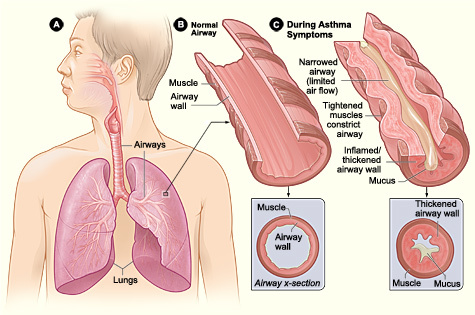 A
Airways
Lungs
B Normal
Airway
Muscle
Airway
wall
Muscle
Airway
wall
Airway x-section
C During Asthma
Symptoms
Narrowed
airway
(limited
air flow)
Tightened
muscles
constrict
airway
Inflamed/
thickened
airway wall
Mucus
Thickened
airway wall
Muscle
Mucus